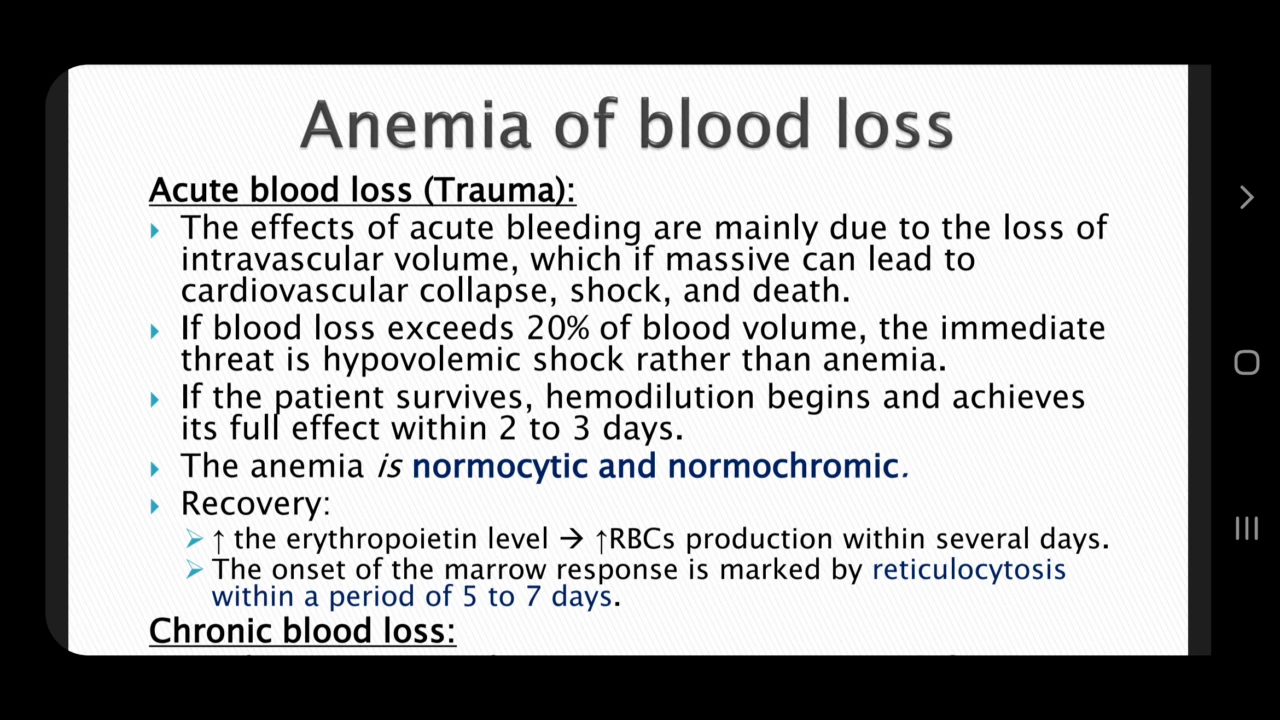 Anemia of blood loss
Acute blood loss (Trauma):
The effects of acute bleeding are mainly due to the loss of
intravascular volume, which if massive can lead to
cardiovascular collapse, shock, and death.
If blood loss exceeds 20% of blood volume, the immediate
threat is hypovolemic shock rather than anemia.
If the patient survives, hemodilution begins and achieves
its full effect within 2 to 3 days.
The anemia is normocytic and normochromic.
Recovery:
↑ the erythropoietin level → ↑RBCs production within several days.
The onset of the marrow response is marked by reticulocytosis
within a period of 5 to 7 days.
Chronic blood loss: